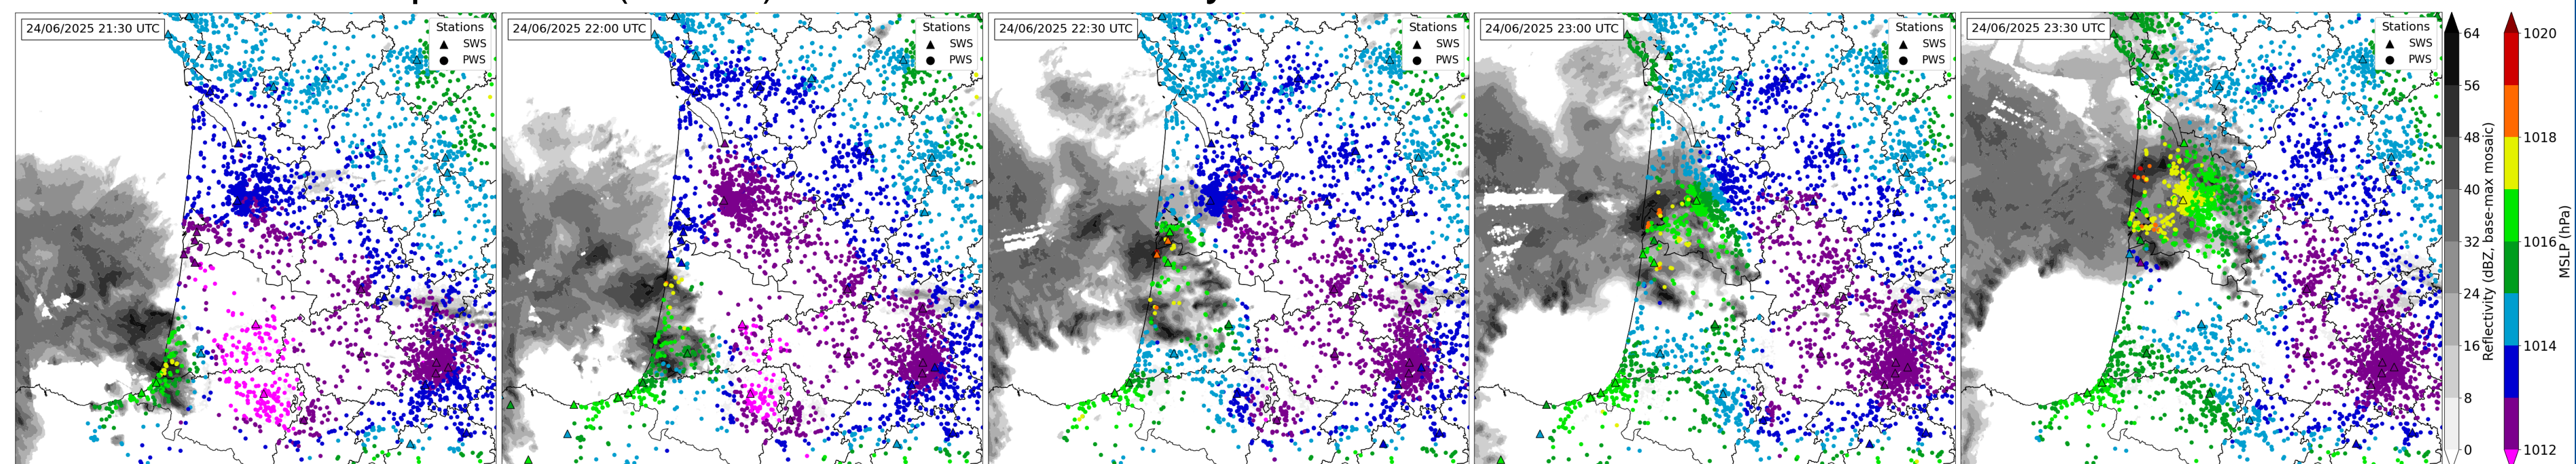 24/06/2025 21:30 UTC
Stations
SWS
PWS
24/06/2025 22:00 UTC
Stations
SWS
PWS
24/06/2025 22:30 UTC
Stations
SWS
PWS
24/06/2025 23:00 UTC
Stations
SWS
PWS
24/06/2025 23:30 UTC
Stations
SWS
PWS
64
56
48
40
32
24
16
8
0
Reflectivity (dBZ, base-max mosaic)
1020
1018
1016
1014
1012
MSLP (hPa)